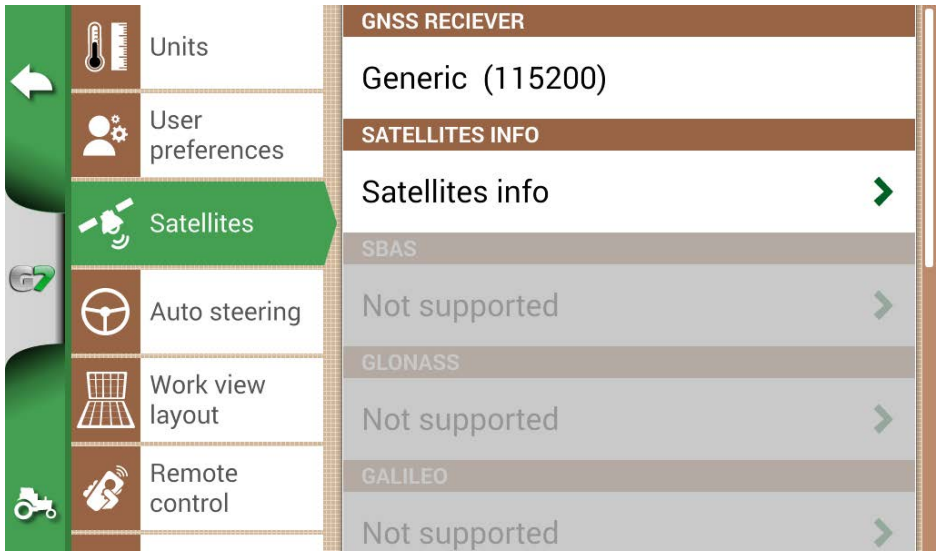 Units
User
preferences
Satellites
Auto steering
Work view
layout
Remote
control
G7
GNSS RECIEVER
Generic (115200)
SATELLITES INFO
Satellites info
SBAS
Not supported
GLONASS
Not supported
GALILEO
Not supported